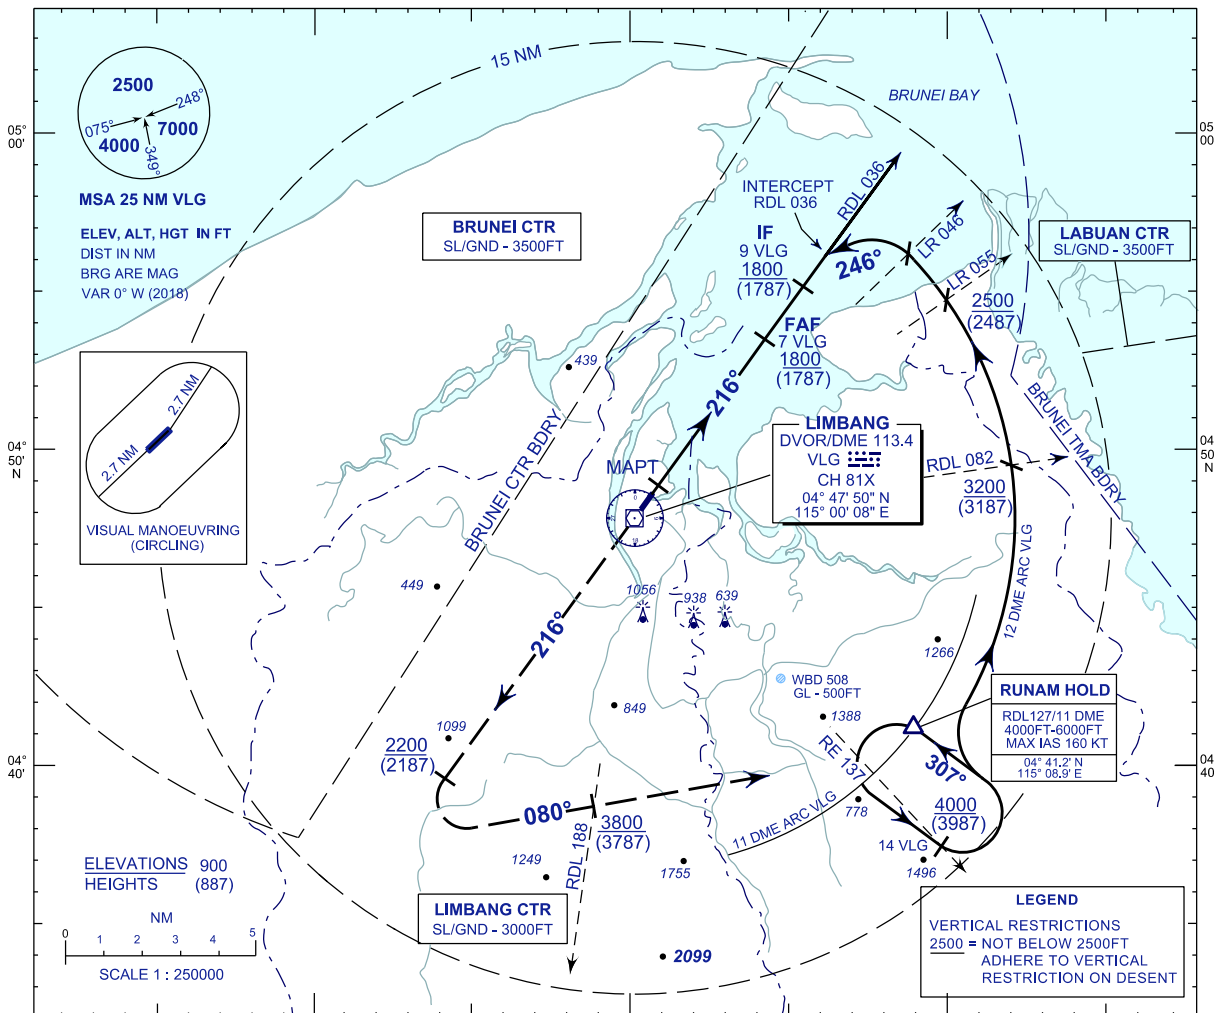 15 NM
BRUNEI BAY
2500
248°
075°
7000
4000
349°
05°
00'
05
00
MSA 25 NM VLG
ELEV, ALT, HGT IN FT
DIST IN NM
BRG ARE MAG
VAR 0° W (2018)
BRUNEI CTR
SL/GND - 3500FT
INTERCEPT
RDL 036
RDL 036
IF
9 VLG
1800
(1787)
246°
LR 046
LR 055
LABUAN CTR
SL/GND - 3500FT
2500
(2487)
FAF
7 VLG
1800
(1787)
439
216°
2.7 NM
2.7 NM
VISUAL MANOEUVRING
(CIRCLING)
BRUNEI CTR BDRY
BRUNEI TMA BDRY
04°
50'
N
04
50
N
MAPT
0
18
LIMBANG
DVOR/DME 113.4
VLG
CH 81X
04° 47' 50" N
115° 00' 08" E
RDL 082
3200
(3187)
12 DME ARC VLG
449
1056
938
639
216°
1266
WBD 508
GL - 500FT
849
1388
1099
RUNAM HOLD
RDL127/11 DME
4000FT-6000FT
MAX IAS 160 KT
04° 41.2' N
115° 08.9' E
2200
(2187)
04°
40'
04
40
RE 137
307°
080°
3800
(3787)
11 DME ARC VLG
778
4000
(3987)
14 VLG
1496
RDL 188
1249
1755
ELEVATIONS 900
HEIGHTS (887)
NM
0 1 2 3 4 5
SCALE 1 : 250000
LIMBANG CTR
SL/GND - 3000FT
2099
LEGEND
VERTICAL RESTRICTIONS
2500 = NOT BELOW 2500FT
ADHERE TO VERTICAL
RESTRICTION ON DESENT